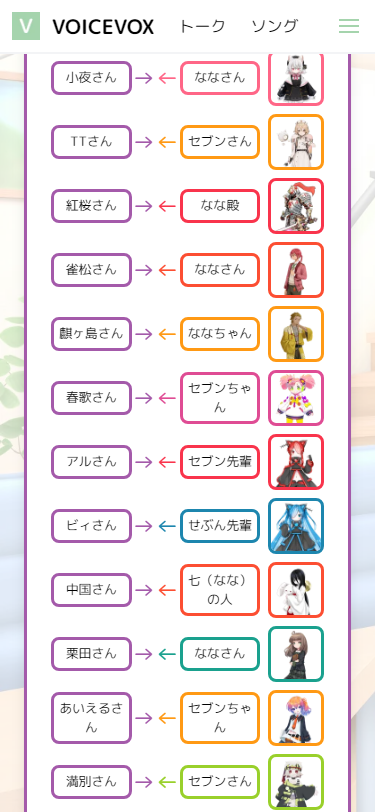 V VOICEVOX トーク ソング
小夜さん ななさん
TTさん セブンさん
紅桜さん なな殿
雀松さん ななさん
麒ヶ島さん ななちゃん
春歌さん セブンちゃ
ん
アルさん セブン先輩
ビィさん せぶん先輩
中国さん 七（なな）
の人
栗田さん ななさん
あいえるさ
ん
セブンちゃ
ん
満別さん セブンさん